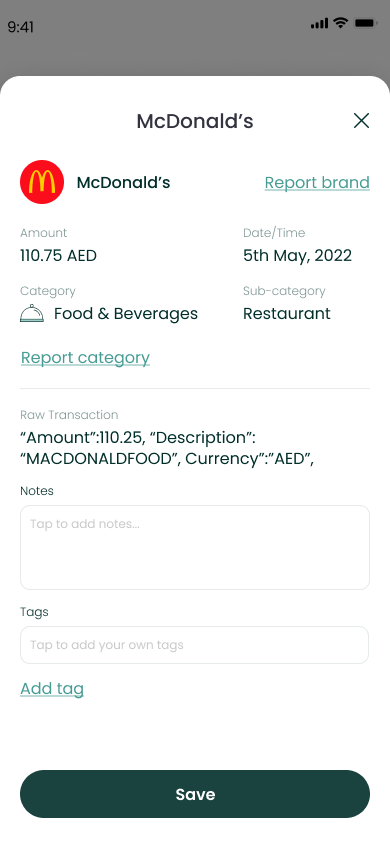 9:41
McDonald's
McDonald's
Report brand
Amount
Date/Time
110.75 AED
5th May, 2022
Category
Sub-category
Food & Beverages
Restaurant
Report category
Raw Transaction
“Amount”:110.25, “Description”:
“MACDONALDFOOD”, Currency”:”AED”,
Notes
Tap to add notes...
Tags
Tap to add your own tags
Add tag
Save